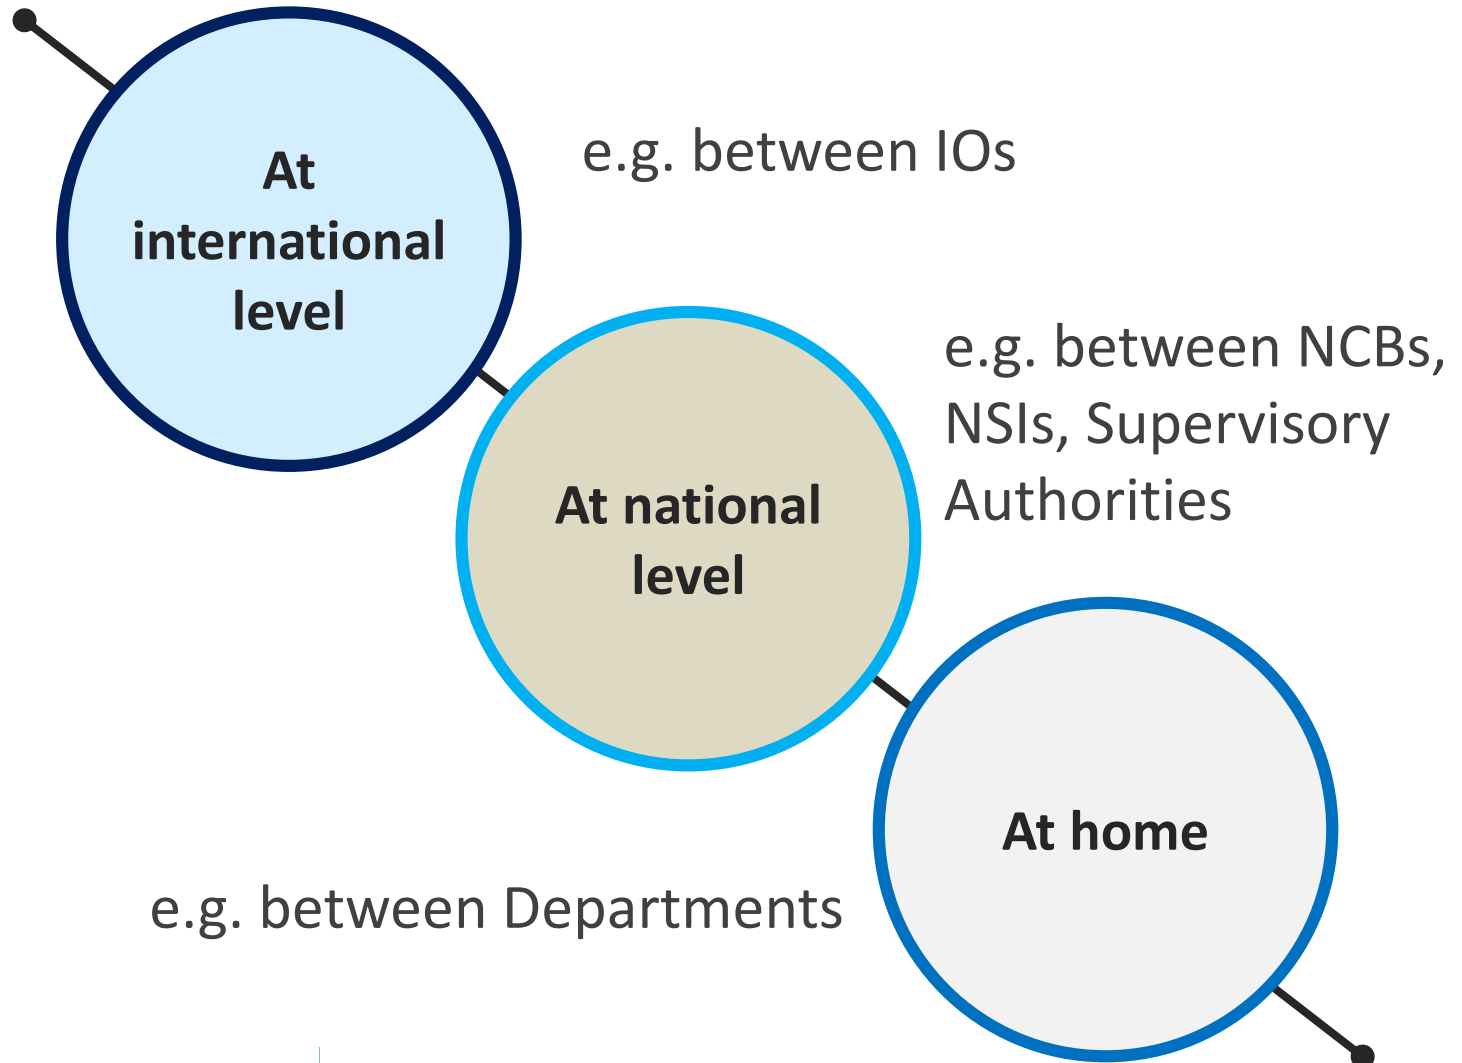 At
international
level
e.g. between IOs
At national
level
e.g. between NCBs,
NSIs, Supervisory
Authorities
At home
e.g. between Departments